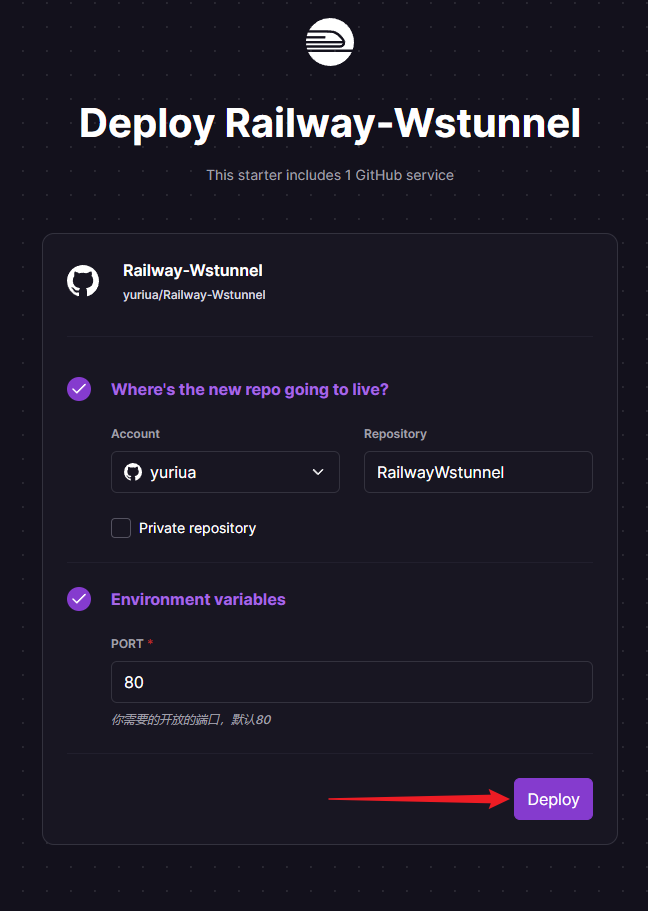 Deploy Railway-Wstunnel
This starter includes 1 GitHub service
Railway-Wstunnel
yuriua/Railway-Wstunnel
Where's the new repo going to live?
Account
Repository
yuriua
RailwayWstunnel
Private repository
Environment variables
PORT *
80
你需要的开放的端口，默认80
Deploy